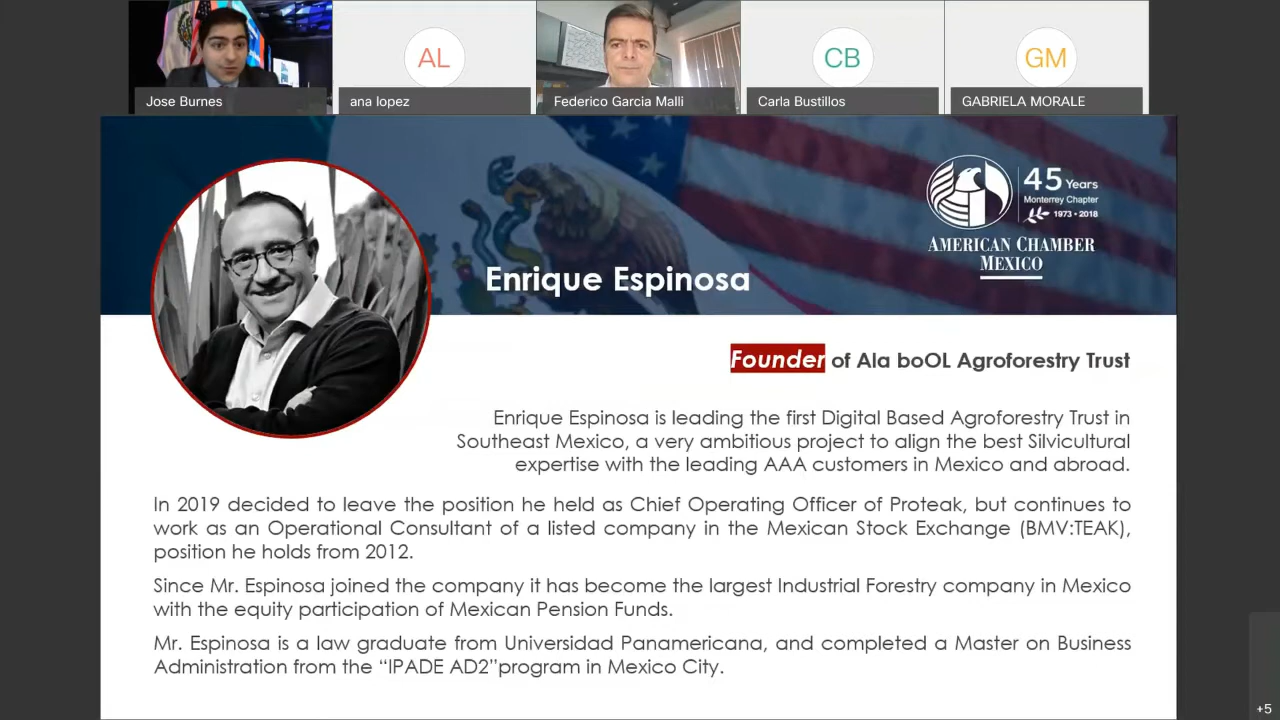 AL
CB
GM
Jose Burnes
ana lopez
Federico Garcia Malli
Carla Bustillos
GABRIELA MORALE
45 Years
Monterrey Chapter
1973 • 2018
AMERICAN CHAMBER
MEXICO
Enrique Espinosa
Founder of Ala boOL Agroforestry Trust
Enrique Espinosa is leading the first Digital Based Agroforestry Trust in
Southeast Mexico, a very ambitious project to align the best Silvicultural
expertise with the leading AAA customers in Mexico and abroad.
In 2019 decided to leave the position he held as Chief Operating Officer of Proteak, but continues to
work as an Operational Consultant of a listed company in the Mexican Stock Exchange (BMV:TEAK),
position he holds from 2012.
Since Mr. Espinosa joined the company it has become the largest Industrial Forestry company in Mexico
with the equity participation of Mexican Pension Funds.
Mr. Espinosa is a law graduate from Universidad Panamericana, and completed a Master on Business
Administration from the “IPADE AD2”program in Mexico City.
+5